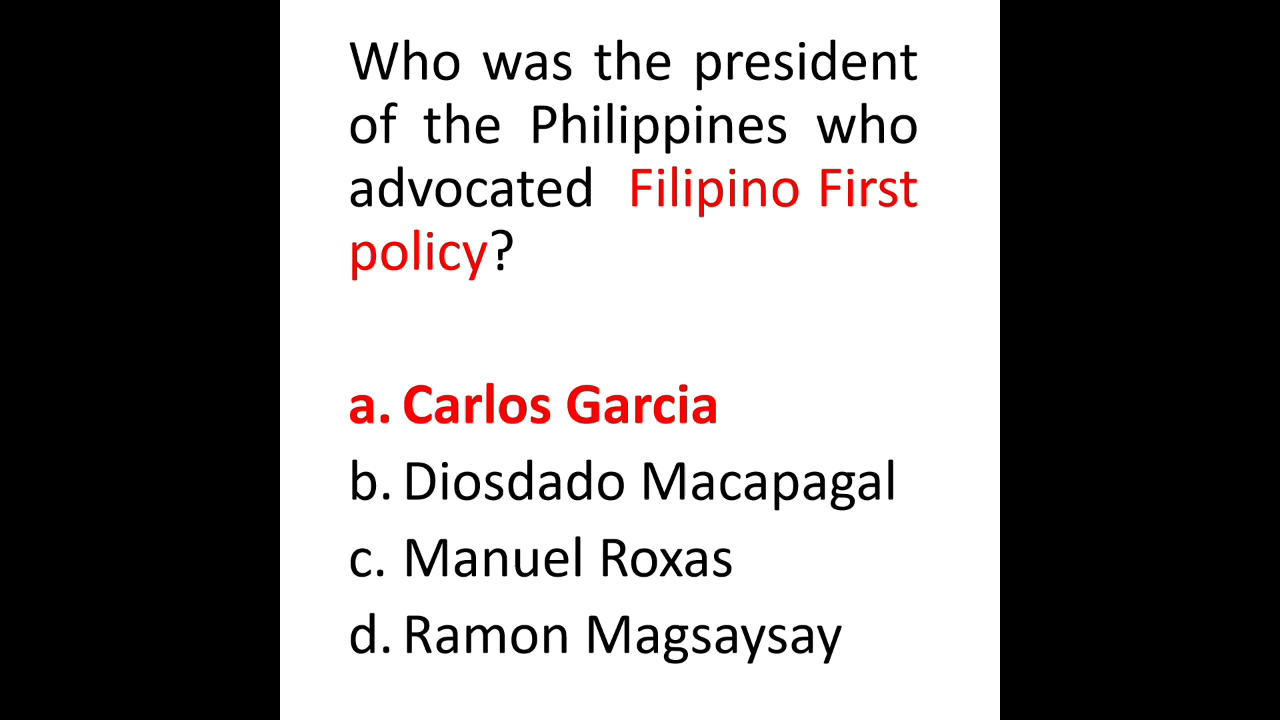 Who was the president
of the Philippines who
advocated Filipino First
policy?
a. Carlos Garcia
b. Diosdado Macapagal
c. Manuel Roxas
d. Ramon Magsaysay